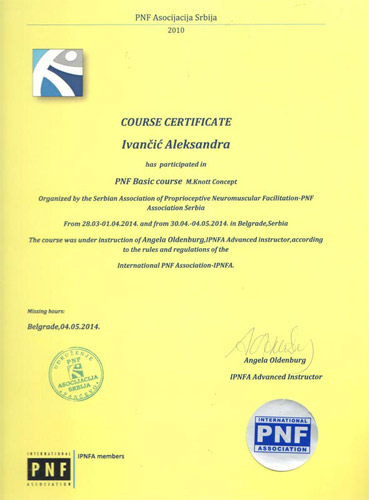 PNF Asocijacija Srbija
2010
COURSE CERTIFICATE
Ivančić Aleksandra
has participated in
PNF Basic course M.Knott Concept
Organized by the Serbian Association of Proprioceptive Neuromuscular Facilitation-PNF
Association Serbia
From 28.03-01.04.2014. and from 30.04.-04.05.2014. in Belgrade,Serbia
The course was under instruction of Angela Oldenburg,IPNFA Advanced instructor,according
to the rules and regulations of the
International PNF Association-IPNFA.
Missing hours:
Belgrade,04.05.2014.
UDRUŽENJE
PNF
ASOCIJACIJA
SRBIJA
Angela Oldenburg
IPNFA Advanced Instructor
INTERNATIONAL
PNF
ASSOCIATION
IPNFA members
INTERNATIONAL
PNF
ASSOCIATION